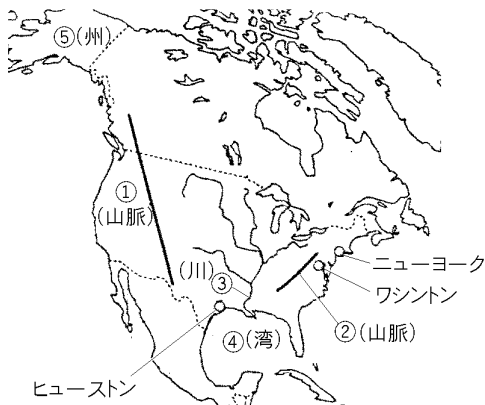 ⑤(州)
①
(山脈)
(川)
③
ニューヨーク
ワシントン
④(湾)
②(山脈)
ヒューストン